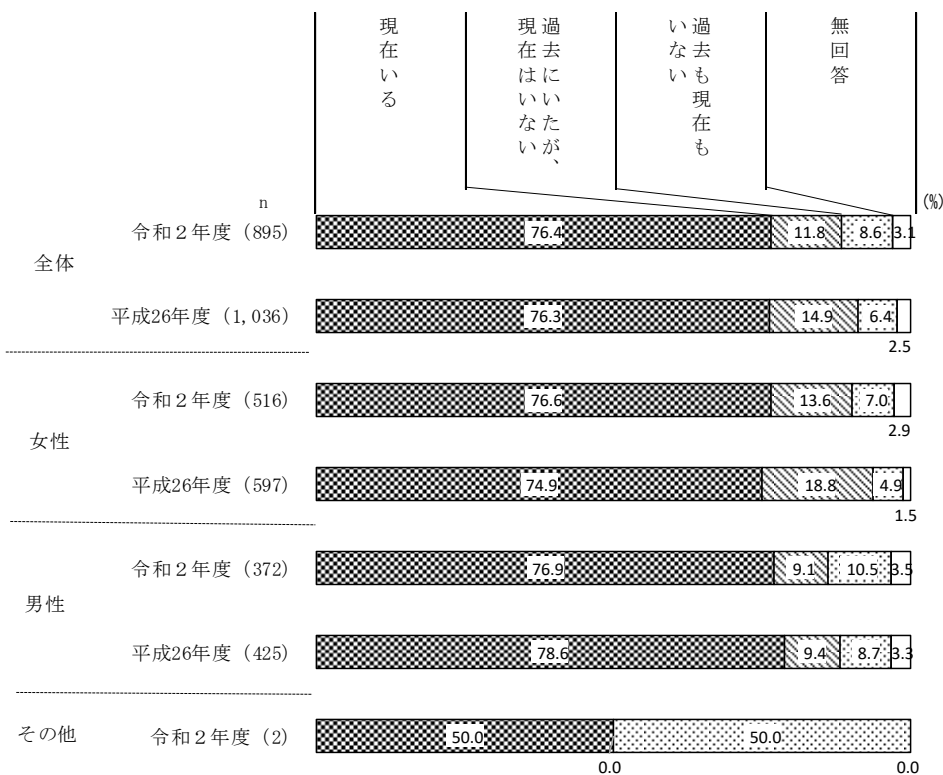 現在いる
過去にいたが、
現在はいない
過去も現在も
いない
無回答
n
(%)
全体
令和２年度 (895)
76.4
11.8
8.6
3.1
平成26年度 (1,036)
76.3
14.9
6.4
2.5
女性
令和２年度 (516)
76.6
13.6
7.0
2.9
平成26年度 (597)
74.9
18.8
4.9
1.5
男性
令和２年度 (372)
76.9
9.1
10.5
3.5
平成26年度 (425)
78.6
9.4
8.7
3.3
その他
令和２年度 (2)
50.0
50.0
0.0
0.0